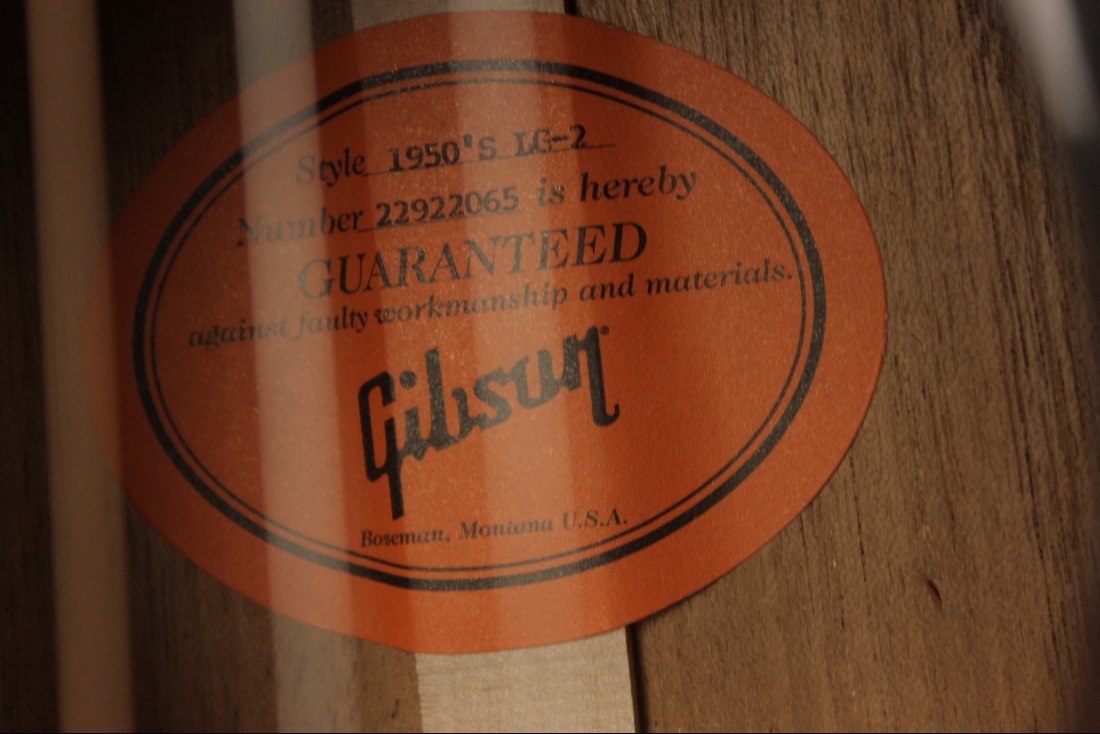 Style 1950'S LG-2
Number 22922065 is hereby
GUARANTEED
against faulty workmanship and materials.
Gibson®
Boseman, Montana U.S.A.